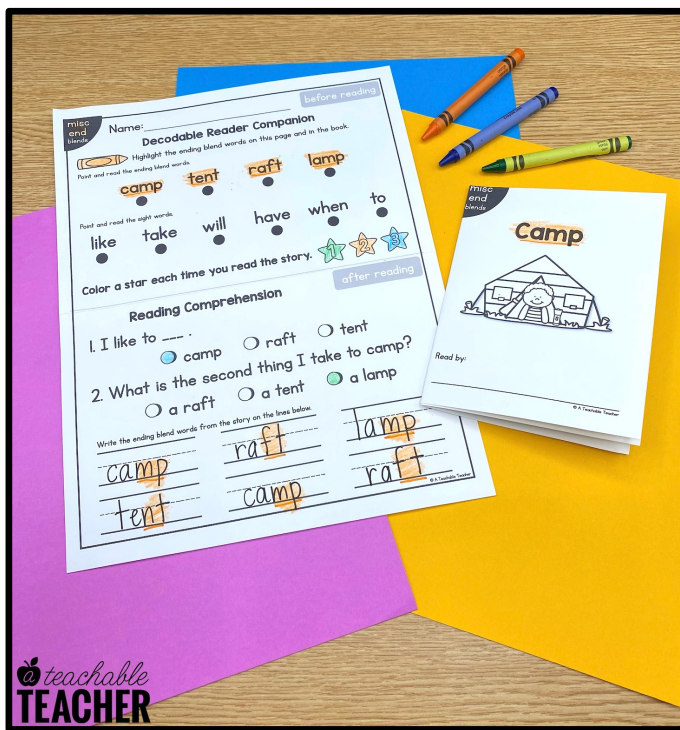 misc
end
blends
Name:
before reading
Decodable Reader Companion
Highlight the ending blend words on this page and in the book.
Point and read the ending blend words.
camp tent raft lamp
Point and read the sight words.
like take will have when to
Color a star each time you read the story. 1 2 3
after reading
Reading Comprehension
1. I like to ___ .
camp raft tent
2. What is the second thing I take to camp?
a raft a tent a lamp
Write the ending blend words from the story on the lines below.
camp raft lamp
tent camp raft
© A Teachable Teacher
misc
end
blends
Camp
Read by:
© A Teachable Teacher
a teachable
TEACHER